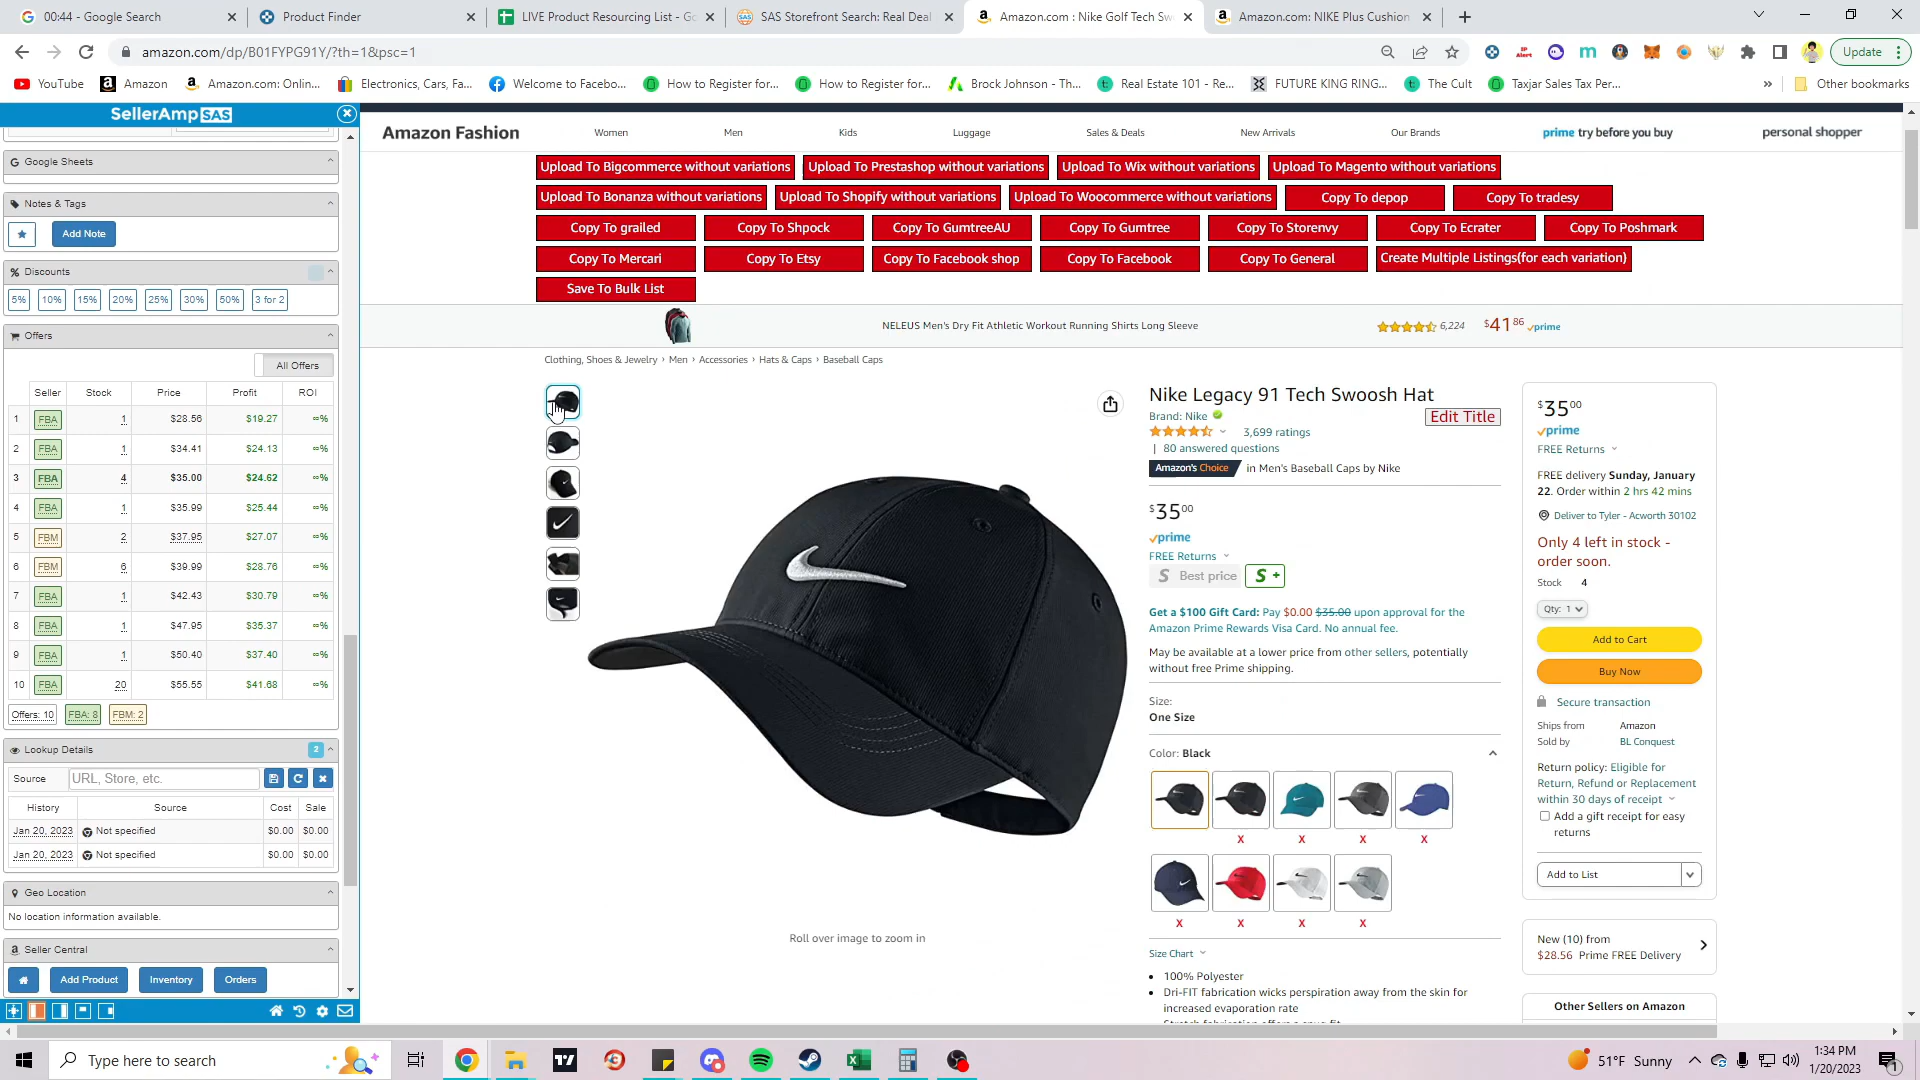 00:44 - Google Search
Product Finder
LIVE Product Resourcing List - Go
SAS Storefront Search: Real Deal
Amazon.com : Nike Golf Tech Sw
Amazon.com: NIKE Plus Cushion
amazon.com/dp/B01FYPG91Y/?th=1&psc=1
Update
YouTube
Amazon
Amazon.com: Onlin...
Electronics, Cars, Fa...
Welcome to Facebo...
How to Register for...
How to Register for...
Brock Johnson - Th...
Real Estate 101 - Re...
FUTURE KING RING...
The Cult
Taxjar Sales Tax Per...
»
Other bookmarks
SellerAmp SAS
Google Sheets
Notes & Tags
Add Note
Discounts
5% 10% 15% 20% 25% 30% 50% 3 for 2
Offers
All Offers
Seller Stock Price Profit ROI
1 FBA 1 $28.56 $19.27 ∞%
2 FBA 1 $34.41 $24.13 ∞%
3 FBA 4 $35.00 $24.62 ∞%
4 FBA 1 $35.99 $25.44 ∞%
5 FBM 2 $37.95 $27.07 ∞%
6 FBM 6 $39.99 $28.76 ∞%
7 FBA 1 $42.43 $30.79 ∞%
8 FBA 1 $47.95 $35.37 ∞%
9 FBA 1 $50.40 $37.40 ∞%
10 FBA 20 $55.55 $41.68 ∞%
Offers: 10 FBA: 8 FBM: 2
Lookup Details 2
Source URL, Store, etc.
History Source Cost Sale
Jan 20, 2023 Not specified $0.00 $0.00
Jan 20, 2023 Not specified $0.00 $0.00
Geo Location
No location information available.
Seller Central
Add Product Inventory Orders
Amazon Fashion
Women
Men
Kids
Luggage
Sales & Deals
New Arrivals
Our Brands
prime try before you buy
personal shopper
Upload To Bigcommerce without variations
Upload To Prestashop without variations
Upload To Wix without variations
Upload To Magento without variations
Upload To Bonanza without variations
Upload To Shopify without variations
Upload To Woocommerce without variations
Copy To depop
Copy To tradesy
Copy To grailed
Copy To Shpock
Copy To GumtreeAU
Copy To Gumtree
Copy To Storenvy
Copy To Ecrater
Copy To Poshmark
Copy To Mercari
Copy To Etsy
Copy To Facebook shop
Copy To Facebook
Copy To General
Create Multiple Listings(for each variation)
Save To Bulk List
NELEUS Men's Dry Fit Athletic Workout Running Shirts Long Sleeve
6,224
$41 86 prime
Clothing, Shoes & Jewelry › Men › Accessories › Hats & Caps › Baseball Caps
Roll over image to zoom in
Nike Legacy 91 Tech Swoosh Hat
Brand: Nike
Edit Title
3,699 ratings
| 80 answered questions
Amazon's Choice in Men's Baseball Caps by Nike
$35 00
prime
FREE Returns
S Best price S +
Get a $100 Gift Card: Pay $0.00 $35.00 upon approval for the
Amazon Prime Rewards Visa Card. No annual fee.
May be available at a lower price from other sellers, potentially
without free Prime shipping.
Size:
One Size
Color: Black
X X X X
X X X X
Size Chart
• 100% Polyester
• Dri-FIT fabrication wicks perspiration away from the skin for
increased evaporation rate
$35 00
prime
FREE Returns
FREE delivery Sunday, January
22. Order within 2 hrs 42 mins
Deliver to Tyler - Acworth 30102
Only 4 left in stock -
order soon.
Stock 4
Qty: 1
Add to Cart
Buy Now
Secure transaction
Ships from Amazon
Sold by BL Conquest
Return policy: Eligible for
Return, Refund or Replacement
within 30 days of receipt
Add a gift receipt for easy
returns
Add to List
New (10) from
$28.56 Prime FREE Delivery
Other Sellers on Amazon
Type here to search
51°F Sunny
1:34 PM
1/20/2023
1